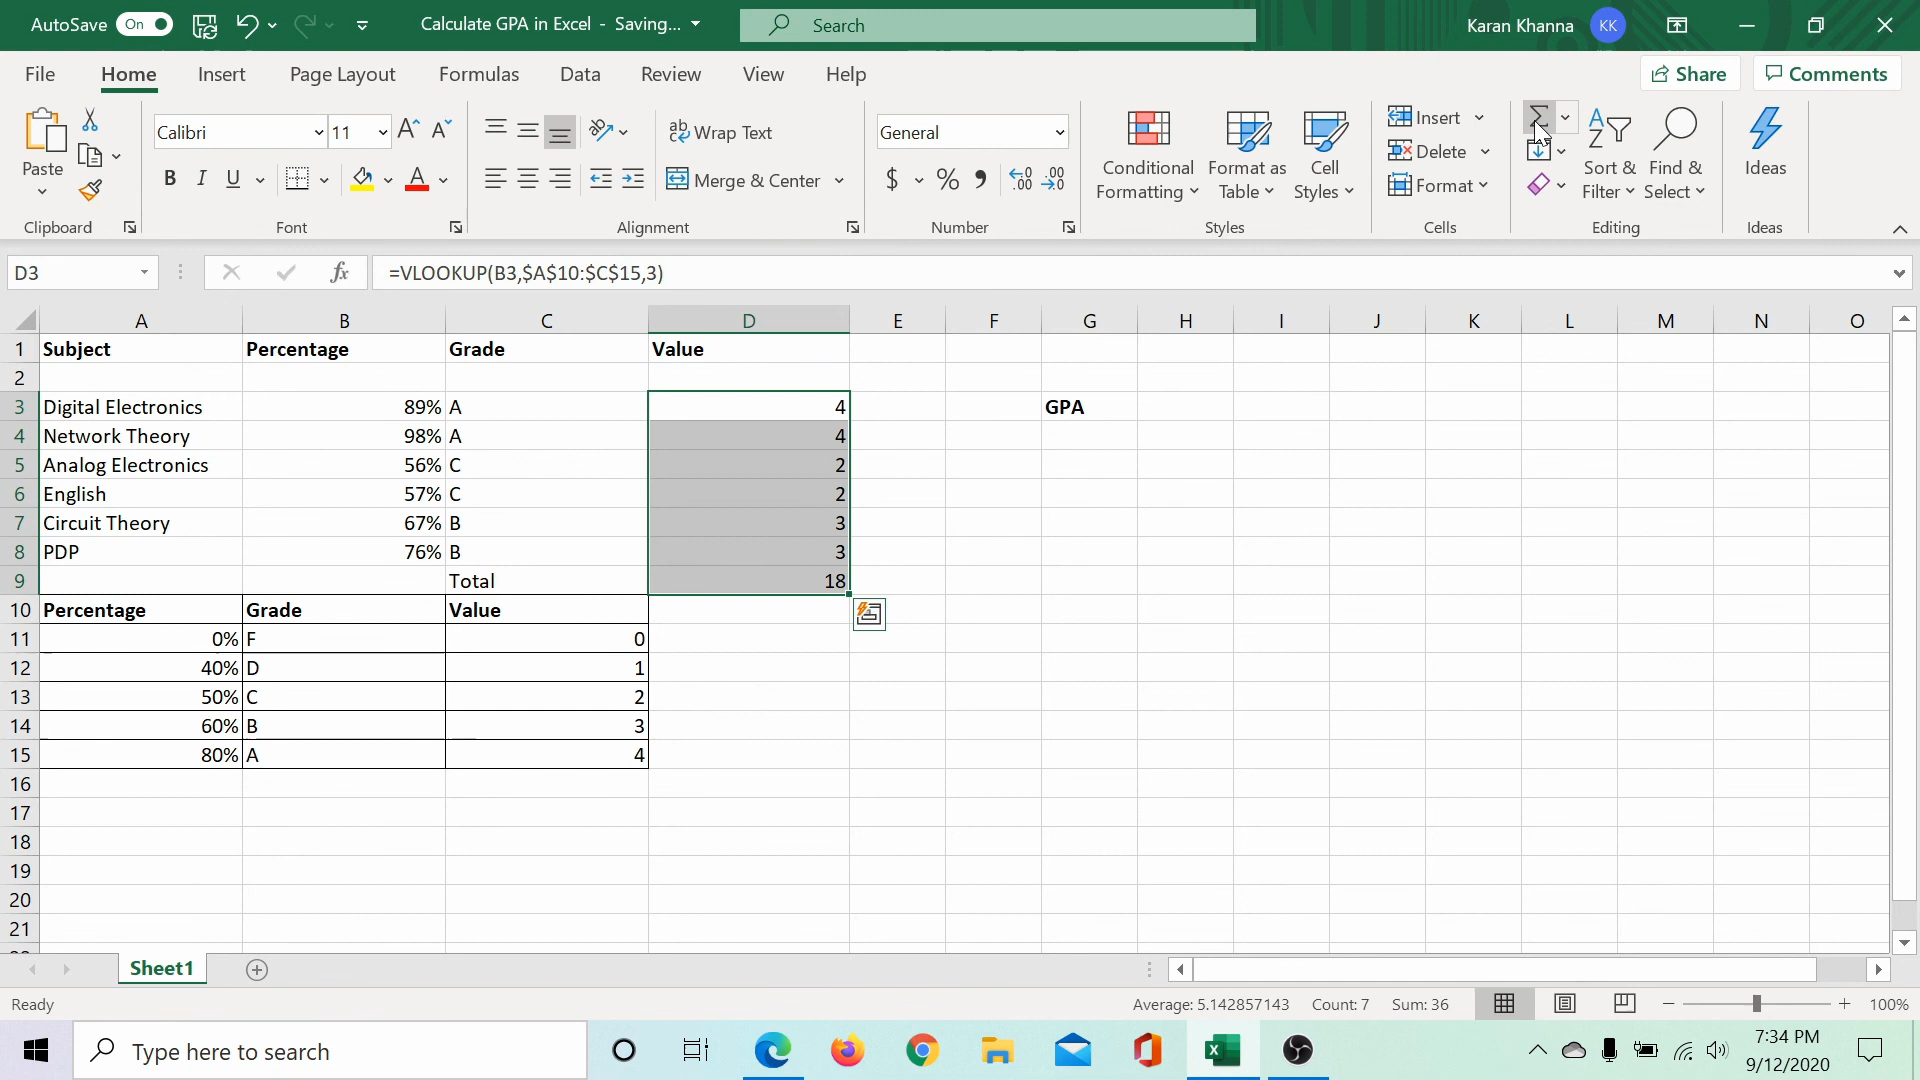 AutoSave On Calculate GPA in Excel - Saving... Search Karan Khanna KK
File Home Insert Page Layout Formulas Data Review View Help Share Comments
Paste
Clipboard
Calibri 11
B I U A
Font
ab Wrap Text
Merge & Center
Alignment
General
$ % 9
Number
Conditional Formatting
Format as Table
Cell Styles
Styles
Insert
Delete
Format
Cells
Σ
Sort & Filter
Find & Select
Editing
Ideas
Ideas
D3 fx =VLOOKUP(B3,$A$10:$C$15,3)
A B C D E F G H I J K L M N O
1 Subject Percentage Grade Value
2
3 Digital Electronics 89% A 4 GPA
4 Network Theory 98% A 4
5 Analog Electronics 56% C 2
6 English 57% C 2
7 Circuit Theory 67% B 3
8 PDP 76% B 3
9 Total 18
10 Percentage Grade Value
11 0% F 0
12 40% D 1
13 50% C 2
14 60% B 3
15 80% A 4
16
17
18
19
20
21
Sheet1
Ready Average: 5.142857143 Count: 7 Sum: 36 100%
Type here to search 7:34 PM
9/12/2020